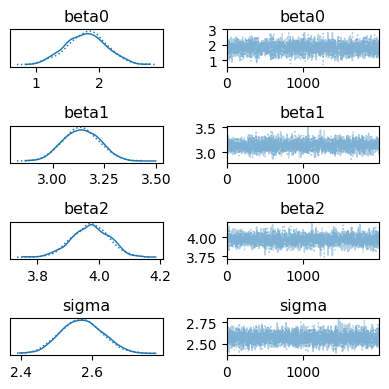 beta0 beta0
3
2
1
1 2 0 1000
beta1 beta1
3.5
3.0
3.00 3.25 3.50 0 1000
beta2 beta2
4.00
3.75
3.8 4.0 4.2 0 1000
sigma sigma
2.75
2.50
2.4 2.6 0 1000